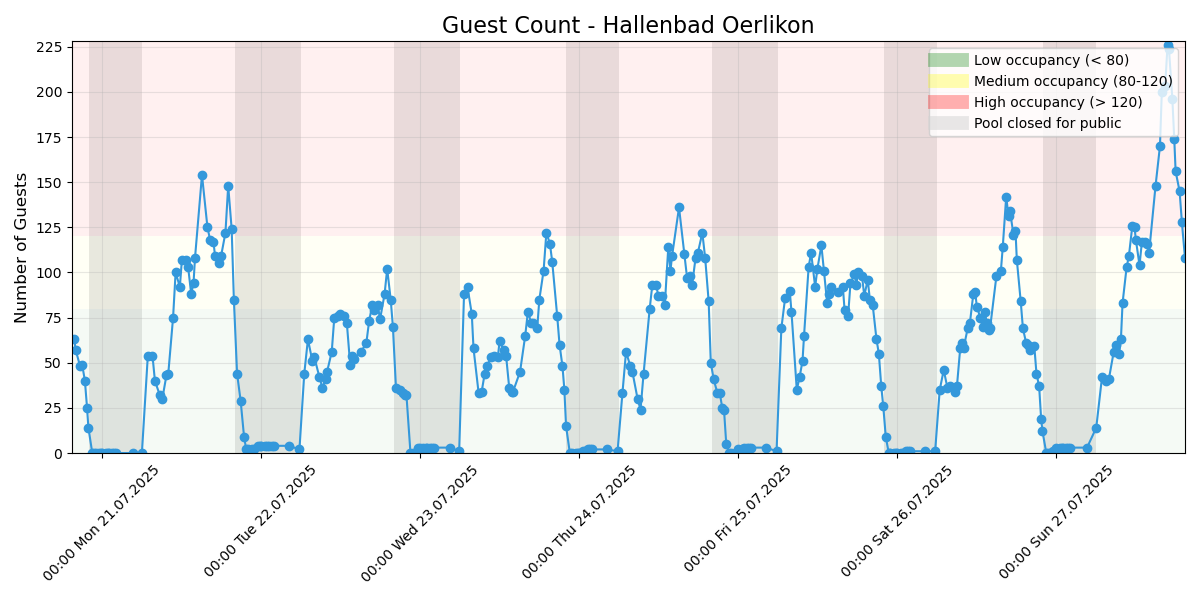 Guest Count - Hallenbad Oerlikon
Number of Guests
225
200
175
150
125
100
75
50
25
0
Low occupancy (< 80)
Medium occupancy (80-120)
High occupancy (> 120)
Pool closed for public
00:00 Mon 21.07.2025
00:00 Tue 22.07.2025
00:00 Wed 23.07.2025
00:00 Thu 24.07.2025
00:00 Fri 25.07.2025
00:00 Sat 26.07.2025
00:00 Sun 27.07.2025